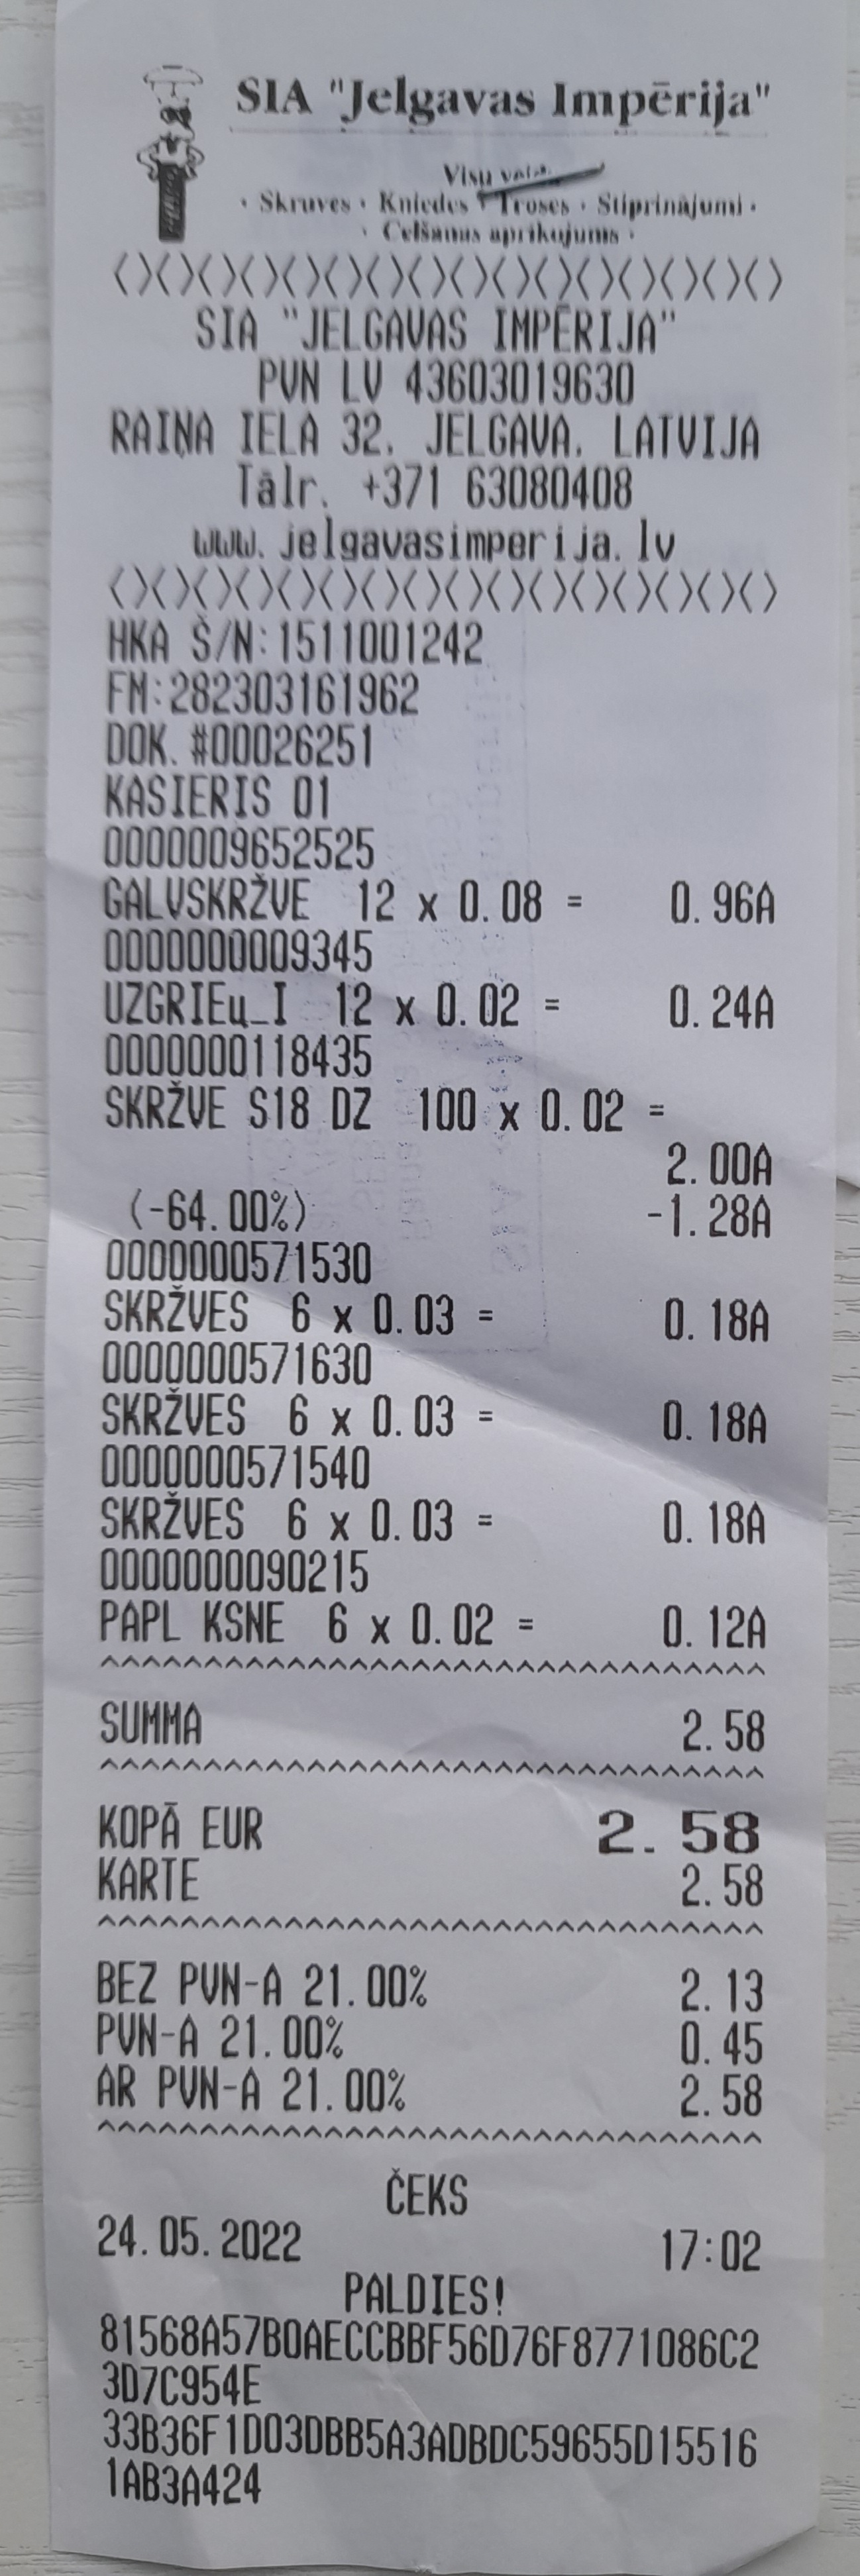 SIA "Jelgavas Impērija"
Visu
· Skrūves · Kniedes · Troses · Stiprinājumi ·
· Celšanas aprīkojums ·
SIA "JELGAVAS IMPĒRIJA"
PVN LV 43603019630
RAIŅA IELA 32. JELGAVA. LATVIJA
Tālr. +371 63080408
www.jelgavasimperija.lv
HKA Š/N:1511001242
FM:282303161962
DOK. #00026251
KASIERIS 01
0000009652525
GALVSKRŽVE 12 x 0.08 = 0.96A
0000000009345
UZGRIEų_I 12 x 0.02 = 0.24A
0000000118435
SKRŽVE S18 DZ 100 x 0.02 =
2.00A
(-64.00%) -1.28A
0000000571530
SKRŽVES 6 x 0.03 = 0.18A
0000000571630
SKRŽVES 6 x 0.03 = 0.18A
0000000571540
SKRŽVES 6 x 0.03 = 0.18A
0000000090215
PAPL KSNE 6 x 0.02 = 0.12A
^^^^^^^^^^^^^^^^^^^^^^^^^^^^^^^^
SUMMA 2.58
^^^^^^^^^^^^^^^^^^^^^^^^^^^^^^^^
KOPĀ EUR 2.58
KARTE 2.58
^^^^^^^^^^^^^^^^^^^^^^^^^^^^^^^^
BEZ PVN-A 21.00% 2.13
PVN-A 21.00% 0.45
AR PVN-A 21.00% 2.58
^^^^^^^^^^^^^^^^^^^^^^^^^^^^^^^^
ČEKS
24.05.2022 17:02
PALDIES!
81568A57B0AECCBBF56D76F8771086C2
3D7C954E
33B36F1D03DBB5A3ADBDC59655D15516
1AB3A424